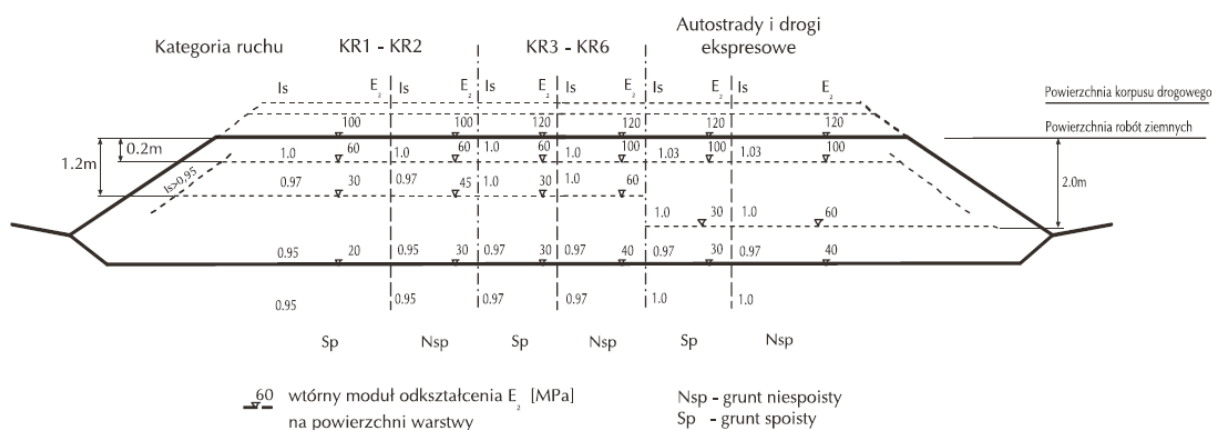 Kategoria ruchu KR1 - KR2 KR3 - KR6 Autostrady i drogi
ekspresowe
Is E₂ Is E₂ Is E₂ Is E₂ Is E₂ Is E₂
Powierzchnia korpusu drogowego
100 100 120 120 120 120
Powierzchnia robót ziemnych
0.2m
1.0 60 1.0 60 1.0 60 1.0 100 1.03 100 1.03 100
1.2m
Is>0,95
0.97 30 0.97 45 1.0 30 1.0 60
2.0m
1.0 30 1.0 60
0.95 20 0.95 30 0.97 30 0.97 40 0.97 30 0.97 40
0.95 0.95 0.97 0.97 1.0 1.0
Sp Nsp Sp Nsp Sp Nsp
60 wtórny moduł odkształcenia E₂ [MPa]
na powierzchni warstwy
Nsp - grunt niespoisty
Sp - grunt spoisty